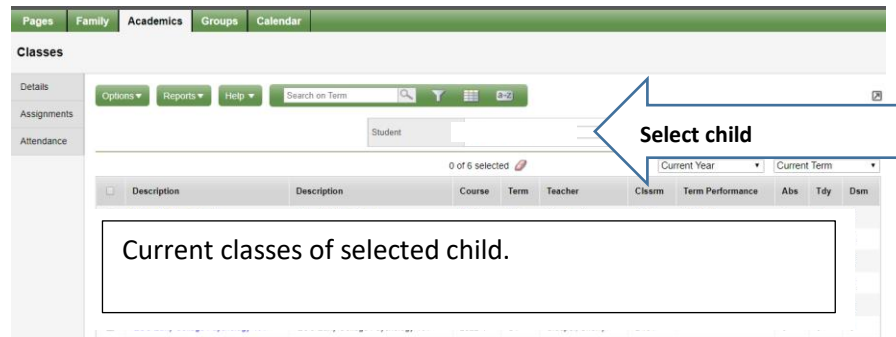 Pages Family Academics Groups Calendar
Classes
Details
Assignments
Attendance
Options Reports Help Search on Term a-z
Student
Select child
0 of 6 selected
Current Year Current Term
Description Description Course Term Teacher Clssrm Term Performance Abs Tdy Dsm
Current classes of selected child.